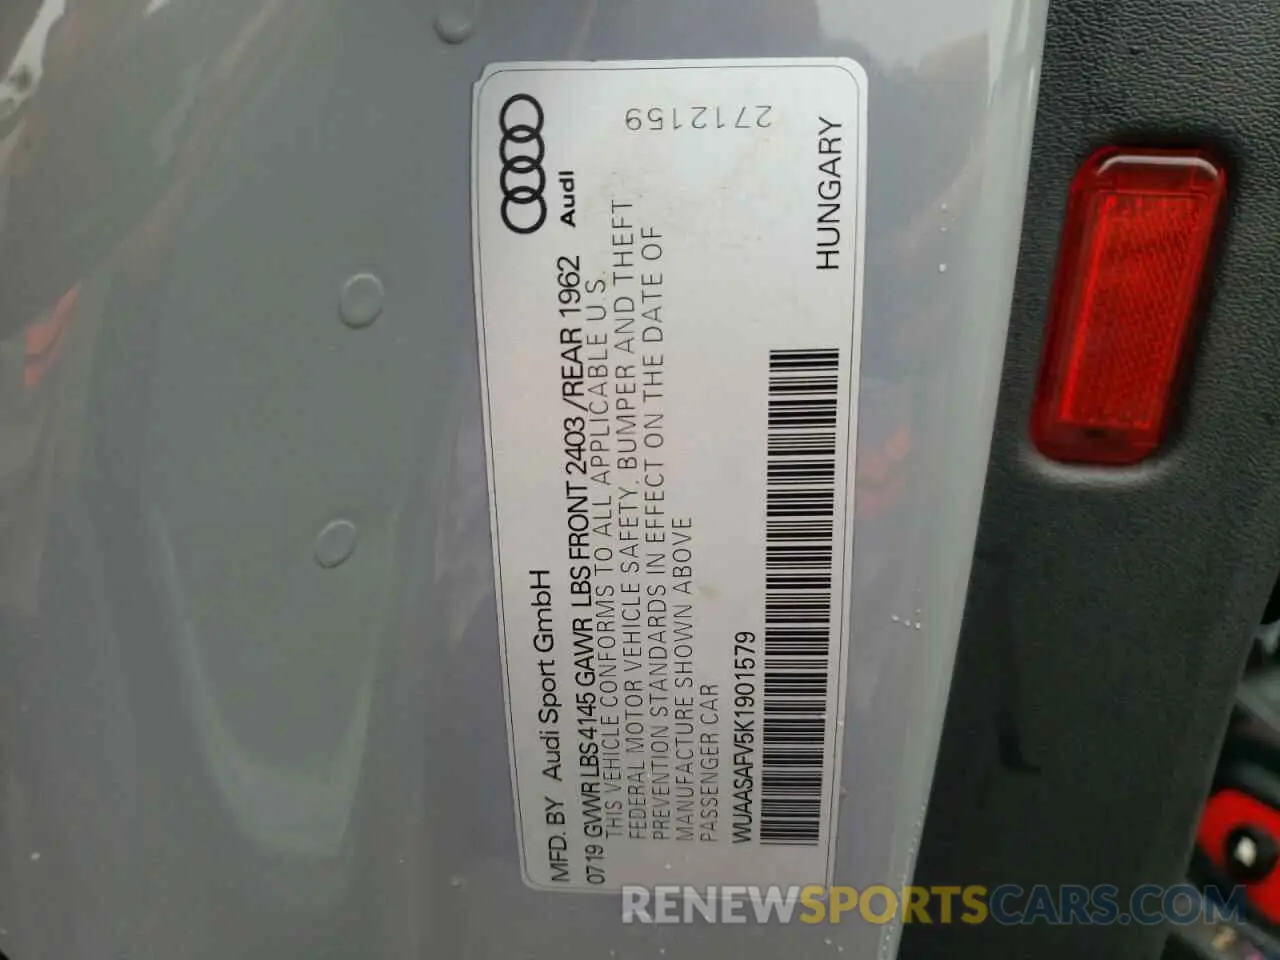 Audi
MFD. BY Audi Sport GmbH
0719 GVWR LBS 4145 GAWR LBS FRONT 2403 /REAR 1962
THIS VEHICLE CONFORMS TO ALL APPLICABLE U.S.
FEDERAL MOTOR VEHICLE SAFETY, BUMPER AND THEFT
PREVENTION STANDARDS IN EFFECT ON THE DATE OF
MANUFACTURE SHOWN ABOVE
PASSENGER CAR
WUAASAFV5K1901579
2712159
HUNGARY
RENEWSPORTSCARS.COM